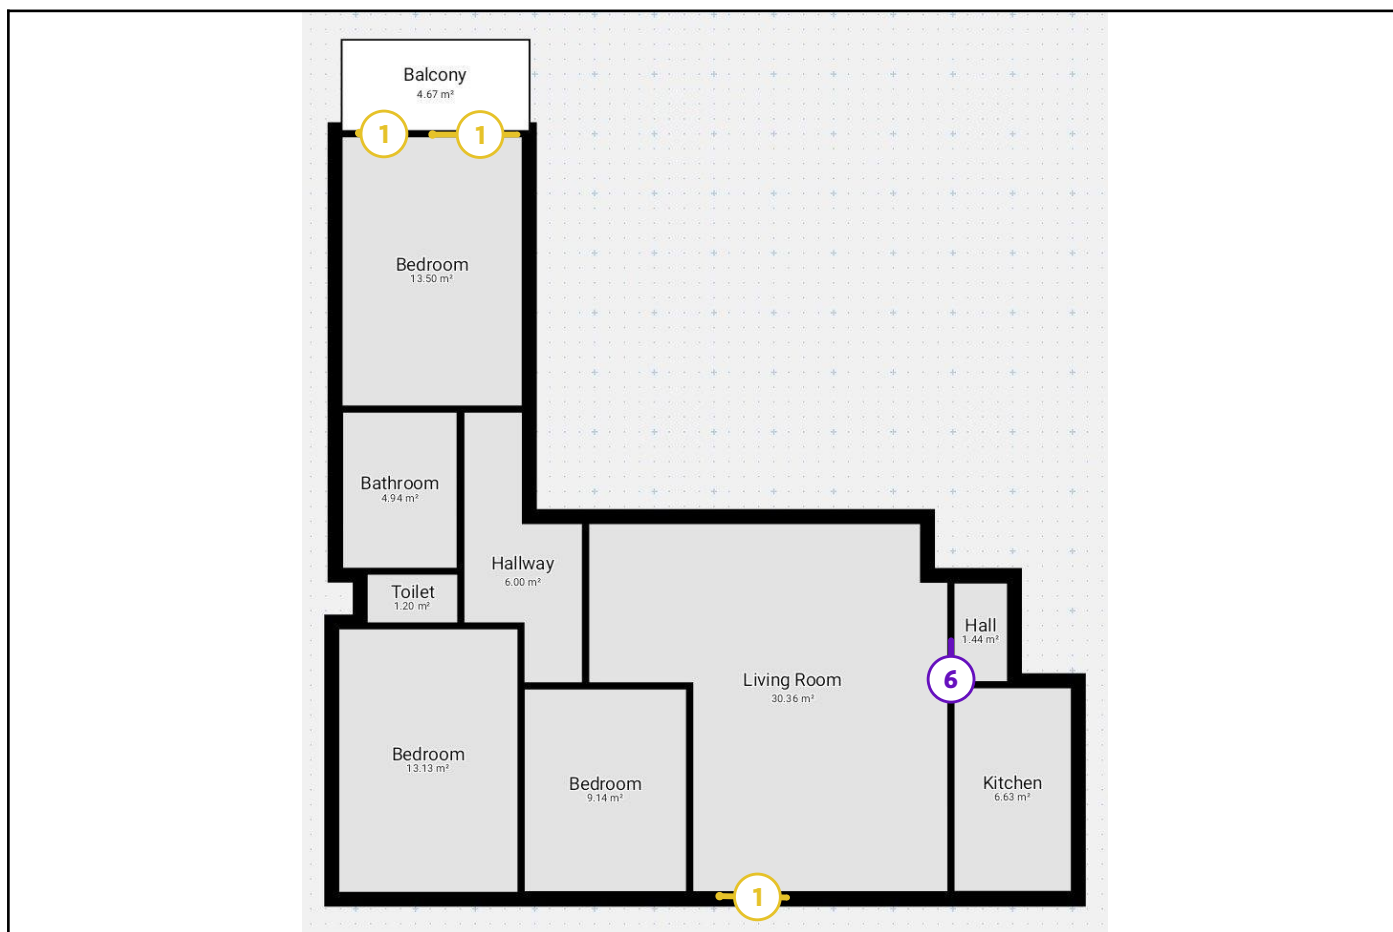 Balcony
4.67 m²
1
1
Bedroom
13.50 m²
Bathroom
4.94 m²
Hallway
6.00 m²
Toilet
1.20 m²
Hall
1.44 m²
6
Living Room
30.36 m²
Bedroom
13.13 m²
Bedroom
9.14 m²
Kitchen
6.63 m²
1